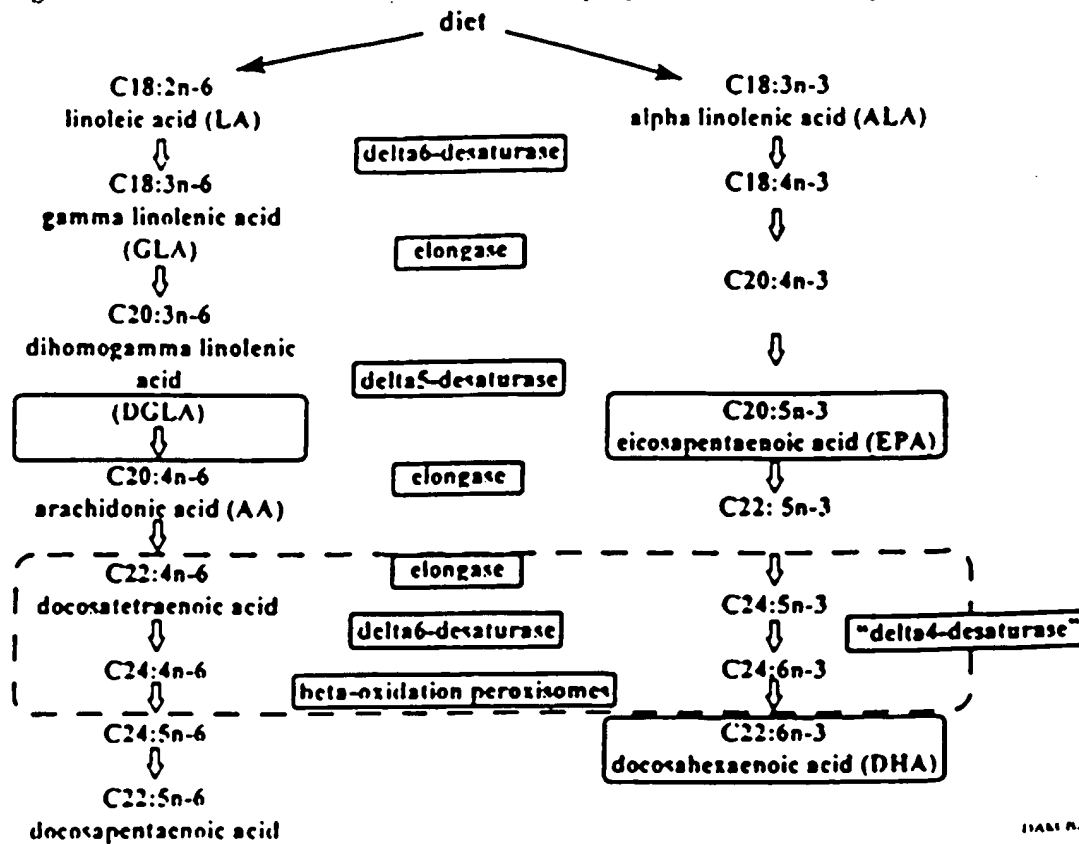 diet
C18:2n-6
linoleic acid (LA)
C18:3n-6
gamma linolenic acid
(GLA)
C20:3n-6
dihomogamma linolenic
acid
(DGLA)
C20:4n-6
arachidonic acid (AA)
C22:4n-6
docosatetraenoic acid
C24:4n-6
C24:5n-6
C22:5n-6
docosapentaenoic acid
delta6-desaturase
elongase
delta5-desaturase
elongase
elongase
delta6-desaturase
beta-oxidation peroxisomes
C18:3n-3
alpha linolenic acid (ALA)
C18:4n-3
C20:4n-3
C20:5n-3
eicosapentaenoic acid (EPA)
C22: 5n-3
C24:5n-3
"delta4-desaturase"
C24:6n-3
C22:6n-3
docosahexaenoic acid (DHA)